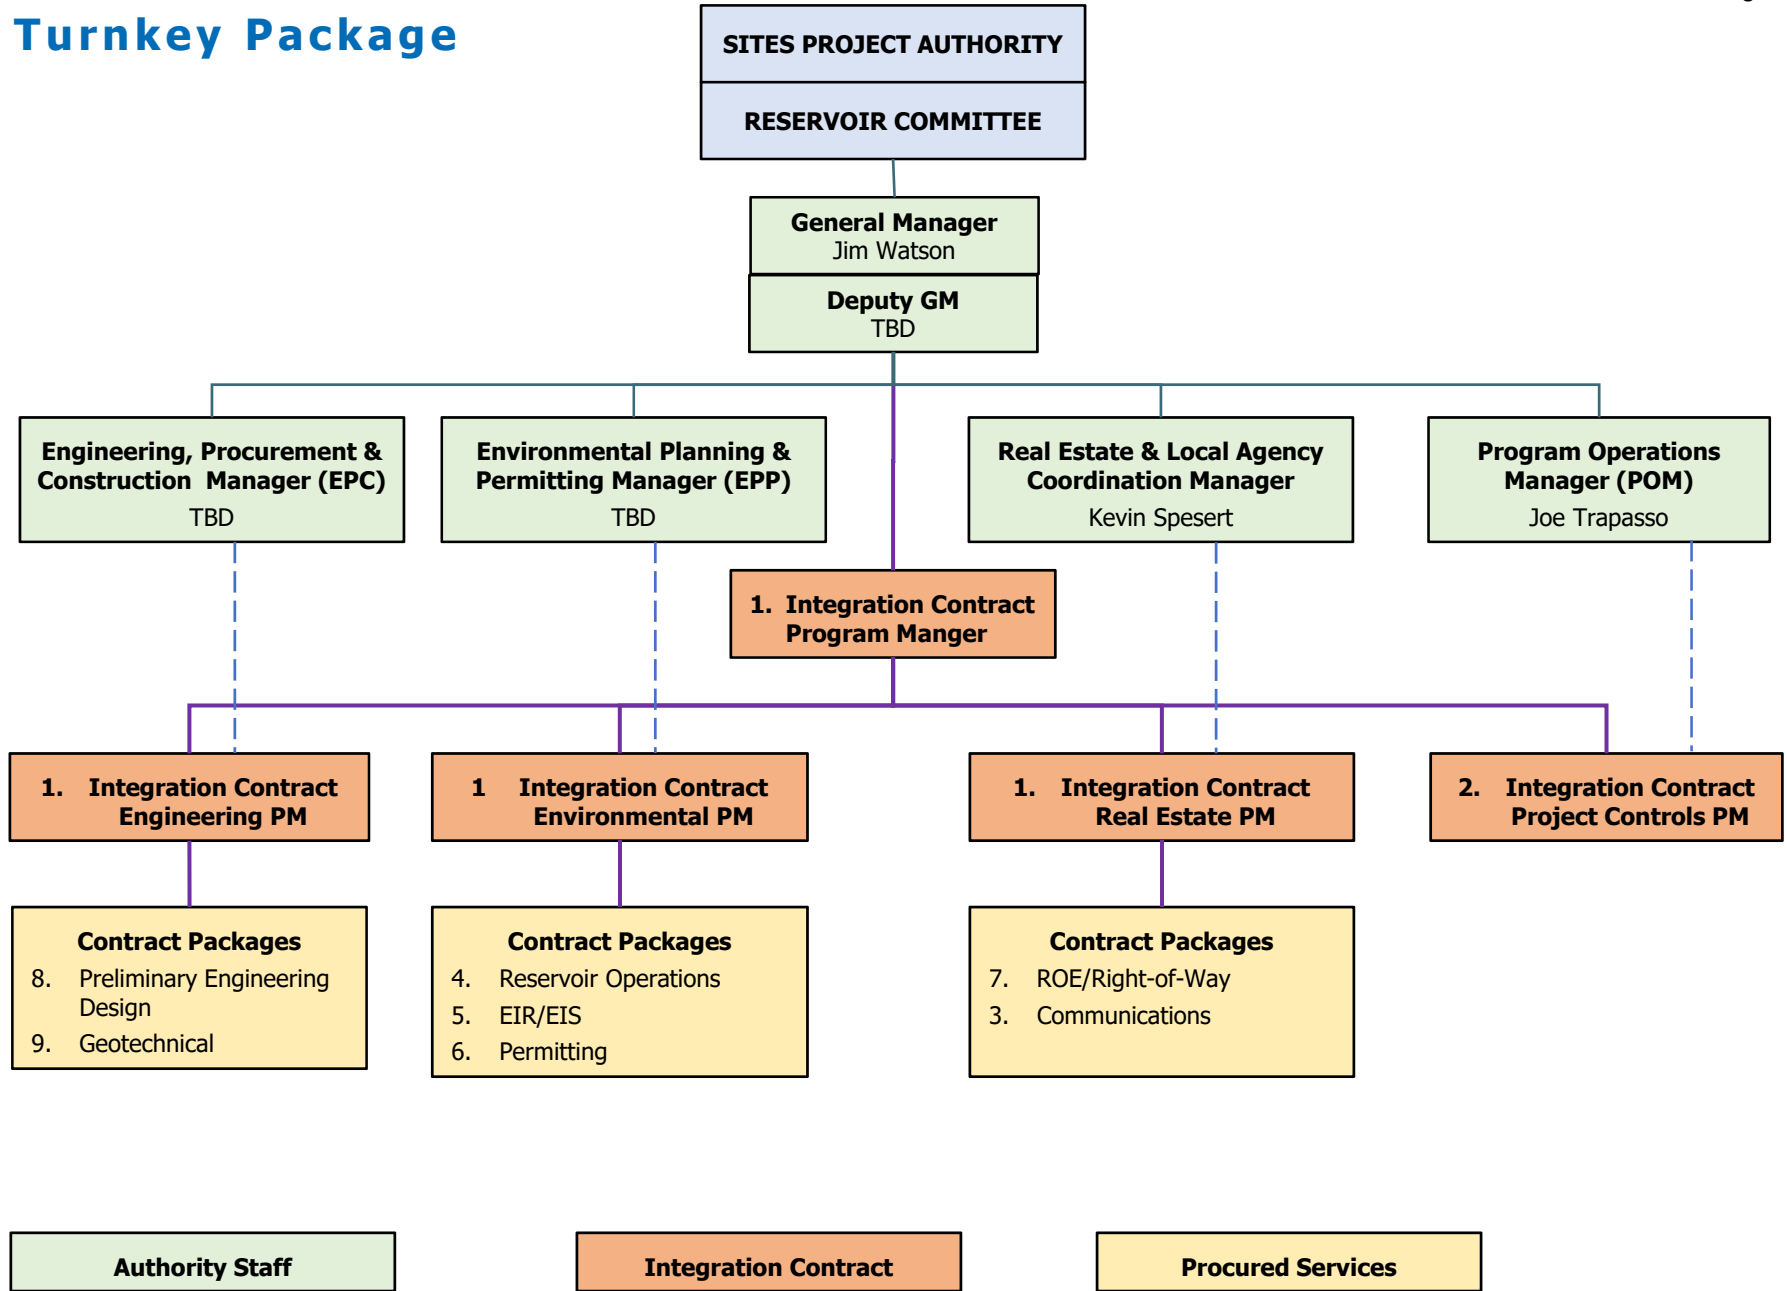 Turnkey Package
SITES PROJECT AUTHORITY
RESERVOIR COMMITTEE
General Manager
Jim Watson
Deputy GM
TBD
Engineering, Procurement &
Construction Manager (EPC)
TBD
Environmental Planning &
Permitting Manager (EPP)
TBD
Real Estate & Local Agency
Coordination Manager
Kevin Spesert
Program Operations
Manager (POM)
Joe Trapasso
1. Integration Contract
Program Manger
1. Integration Contract
Engineering PM
1 Integration Contract
Environmental PM
1. Integration Contract
Real Estate PM
2. Integration Contract
Project Controls PM
Contract Packages
8. Preliminary Engineering
Design
9. Geotechnical
Contract Packages
4. Reservoir Operations
5. EIR/EIS
6. Permitting
Contract Packages
7. ROE/Right-of-Way
3. Communications
Authority Staff
Integration Contract
Procured Services